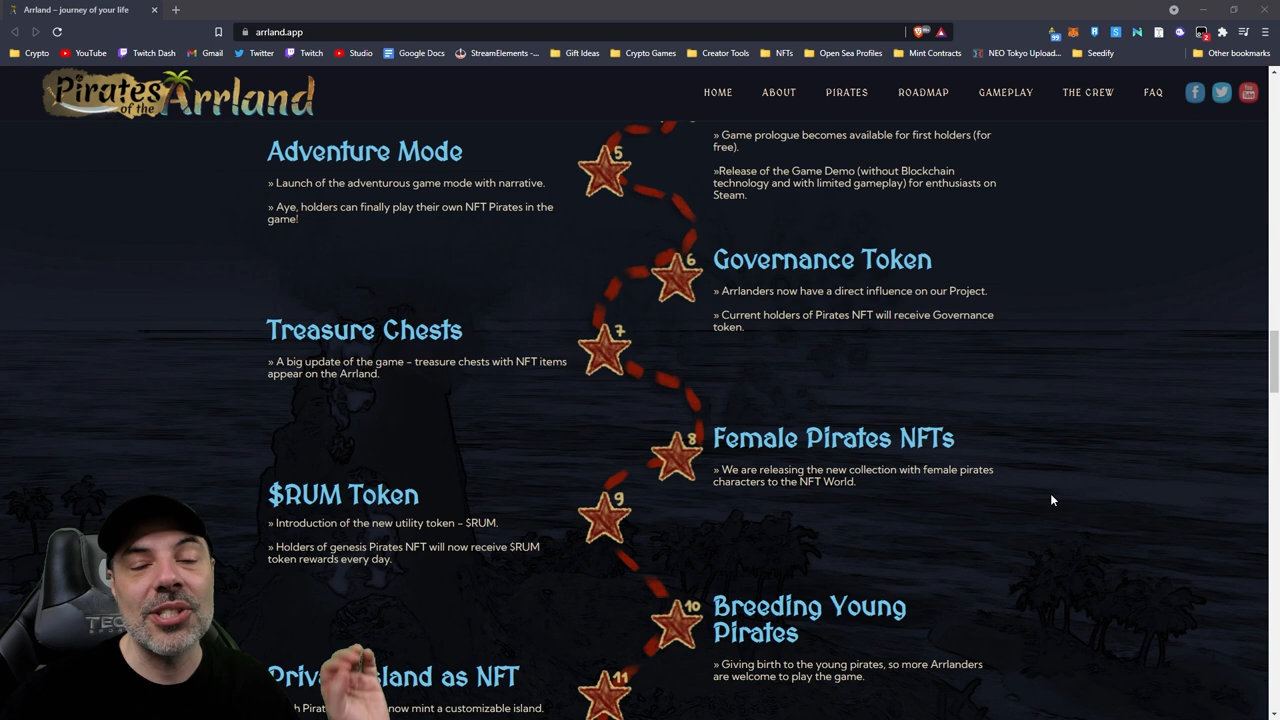 Arrland – journey of your life
arrland.app
Crypto
YouTube
Twitch Dash
Gmail
Twitter
Twitch
Studio
Google Docs
StreamElements -...
Gift Ideas
Crypto Games
Creator Tools
NFTs
Open Sea Profiles
Mint Contracts
NEO Tokyo Upload...
Seedify
Other bookmarks
Pirates of the Arrland
HOME
ABOUT
PIRATES
ROADMAP
GAMEPLAY
THE CREW
FAQ
» Game prologue becomes available for first holders (for
free).
»Release of the Game Demo (without Blockchain
technology and with limited gameplay) for enthusiasts on
Steam.
5
Adventure Mode
» Launch of the adventurous game mode with narrative.
» Aye, holders can finally play their own NFT Pirates in the
game!
6
Governance Token
» Arrlanders now have a direct influence on our Project.
» Current holders of Pirates NFT will receive Governance
token.
7
Treasure Chests
» A big update of the game – treasure chests with NFT items
appear on the Arrland.
8
Female Pirates NFTs
» We are releasing the new collection with female pirates
characters to the NFT World.
9
$RUM Token
» Introduction of the new utility token – $RUM.
» Holders of genesis Pirates NFT will now receive $RUM
token rewards every day.
10
Breeding Young
Pirates
» Giving birth to the young pirates, so more Arrlanders
are welcome to play the game.
11
as NFT
now mint a customizable island.